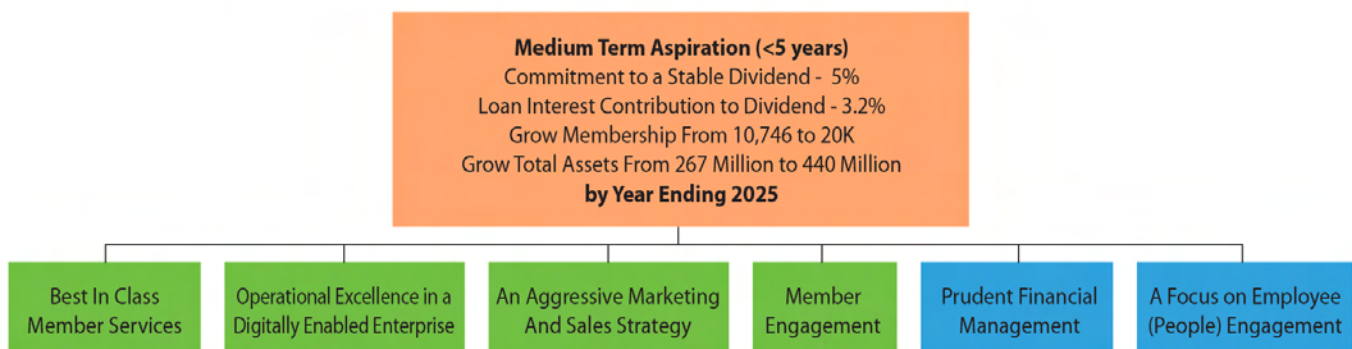 Medium Term Aspiration (<5 years)
Commitment to a Stable Dividend - 5%
Loan Interest Contribution to Dividend - 3.2%
Grow Membership From 10,746 to 20K
Grow Total Assets From 267 Million to 440 Million
by Year Ending 2025
Best In Class
Member Services
Operational Excellence in a
Digitally Enabled Enterprise
An Aggressive Marketing
And Sales Strategy
Member
Engagement
Prudent Financial
Management
A Focus on Employee
(People) Engagement